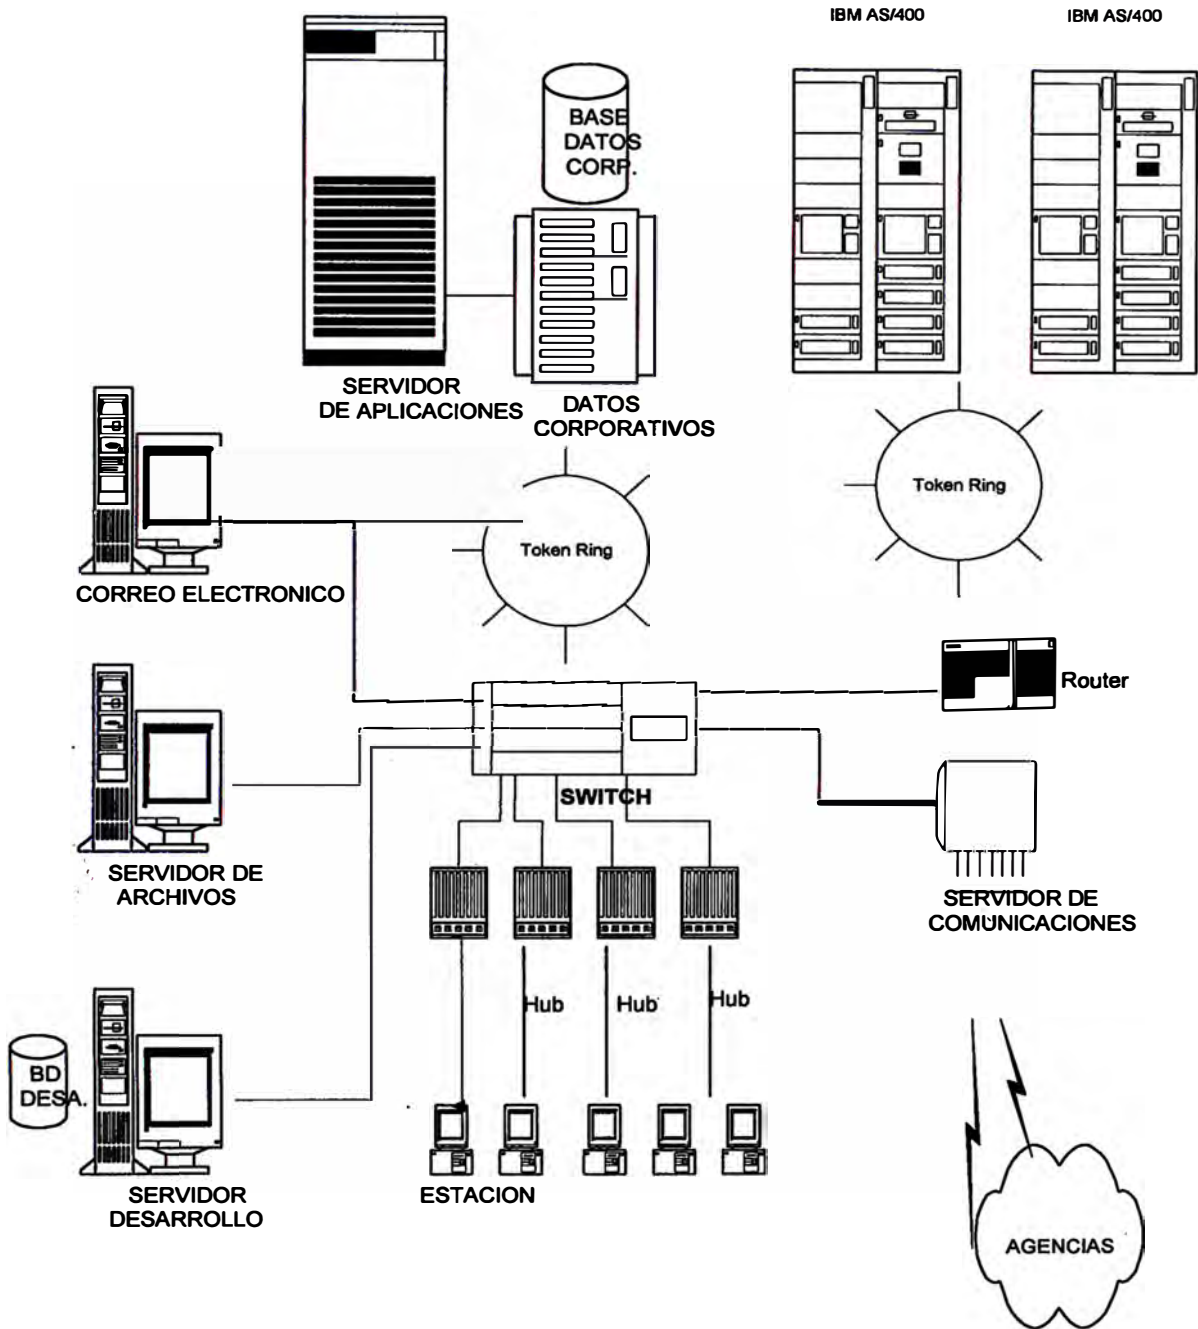 IBM AS/400
IBM AS/400
BASE
DATOS
CORP.
SERVIDOR
DE APLICACIONES
DATOS
CORPORATIVOS
Token Ring
Token Ring
CORREO ELECTRONICO
Router
SWITCH
SERVIDOR DE
ARCHIVOS
SERVIDOR DE
COMUNICACIONES
Hub
Hub
Hub
BD
DESA.
SERVIDOR
DESARROLLO
ESTACION
AGENCIAS